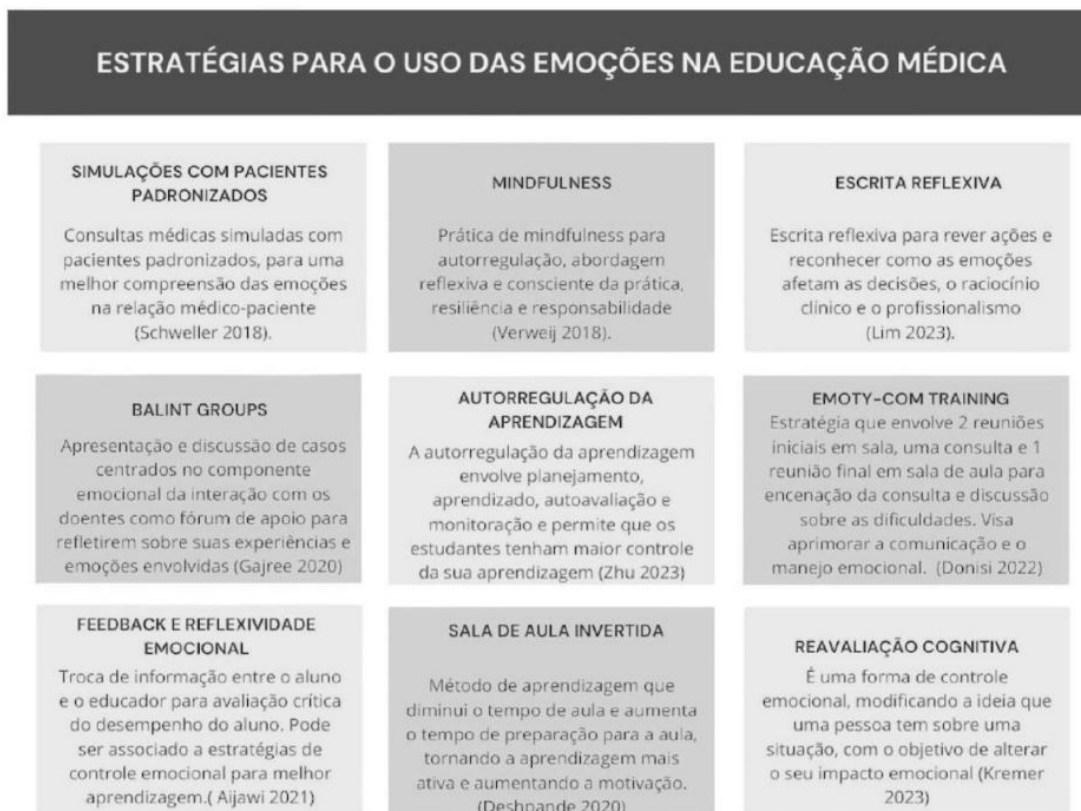 ESTRATÉGIAS PARA O USO DAS EMOÇÕES NA EDUCAÇÃO MÉDICA
SIMULAÇÕES COM PACIENTES
PADRONIZADOS
Consultas médicas simuladas com
pacientes padronizados, para uma
melhor compreensão das emoções
na relação médico-paciente
(Schweller 2018).
MINDFULNESS
Prática de mindfulness para
autorregulação, abordagem
reflexiva e consciente da prática,
resiliência e responsabilidade
(Verweij 2018).
ESCRITA REFLEXIVA
Escrita reflexiva para rever ações e
reconhecer como as emoções
afetam as decisões, o raciocínio
clínico e o profissionalismo
(Lim 2023).
BALINT GROUPS
Apresentação e discussão de casos
centrados no componente
emocional da interação com os
doentes como fórum de apoio para
refletirem sobre suas experiências e
emoções envolvidas (Gajree 2020)
AUTORREGULAÇÃO DA
APRENDIZAGEM
A autorregulação da aprendizagem
envolve planejamento,
aprendizado, autoavaliação e
monitoração e permite que os
estudantes tenham maior controle
da sua aprendizagem (Zhu 2023)
EMOTY-COM TRAINING
Estratégia que envolve 2 reuniões
iniciais em sala, uma consulta e 1
reunião final em sala de aula para
encenação da consulta e discussão
sobre as dificuldades. Visa
aprimorar a comunicação e o
manejo emocional. (Donisi 2022)
FEEDBACK E REFLEXIVIDADE
EMOCIONAL
Troca de informação entre o aluno
e o educador para avaliação crítica
do desempenho do aluno. Pode
ser associado a estratégias de
controle emocional para melhor
aprendizagem.( Aijawi 2021)
SALA DE AULA INVERTIDA
Método de aprendizagem que
diminui o tempo de aula e aumenta
o tempo de preparação para a aula,
tornando a aprendizagem mais
ativa e aumentando a motivação.
(Deshpande 2020)
REAVALIAÇÃO COGNITIVA
É uma forma de controle
emocional, modificando a ideia que
uma pessoa tem sobre uma
situação, com o objetivo de alterar
o seu impacto emocional (Kremer
2023)